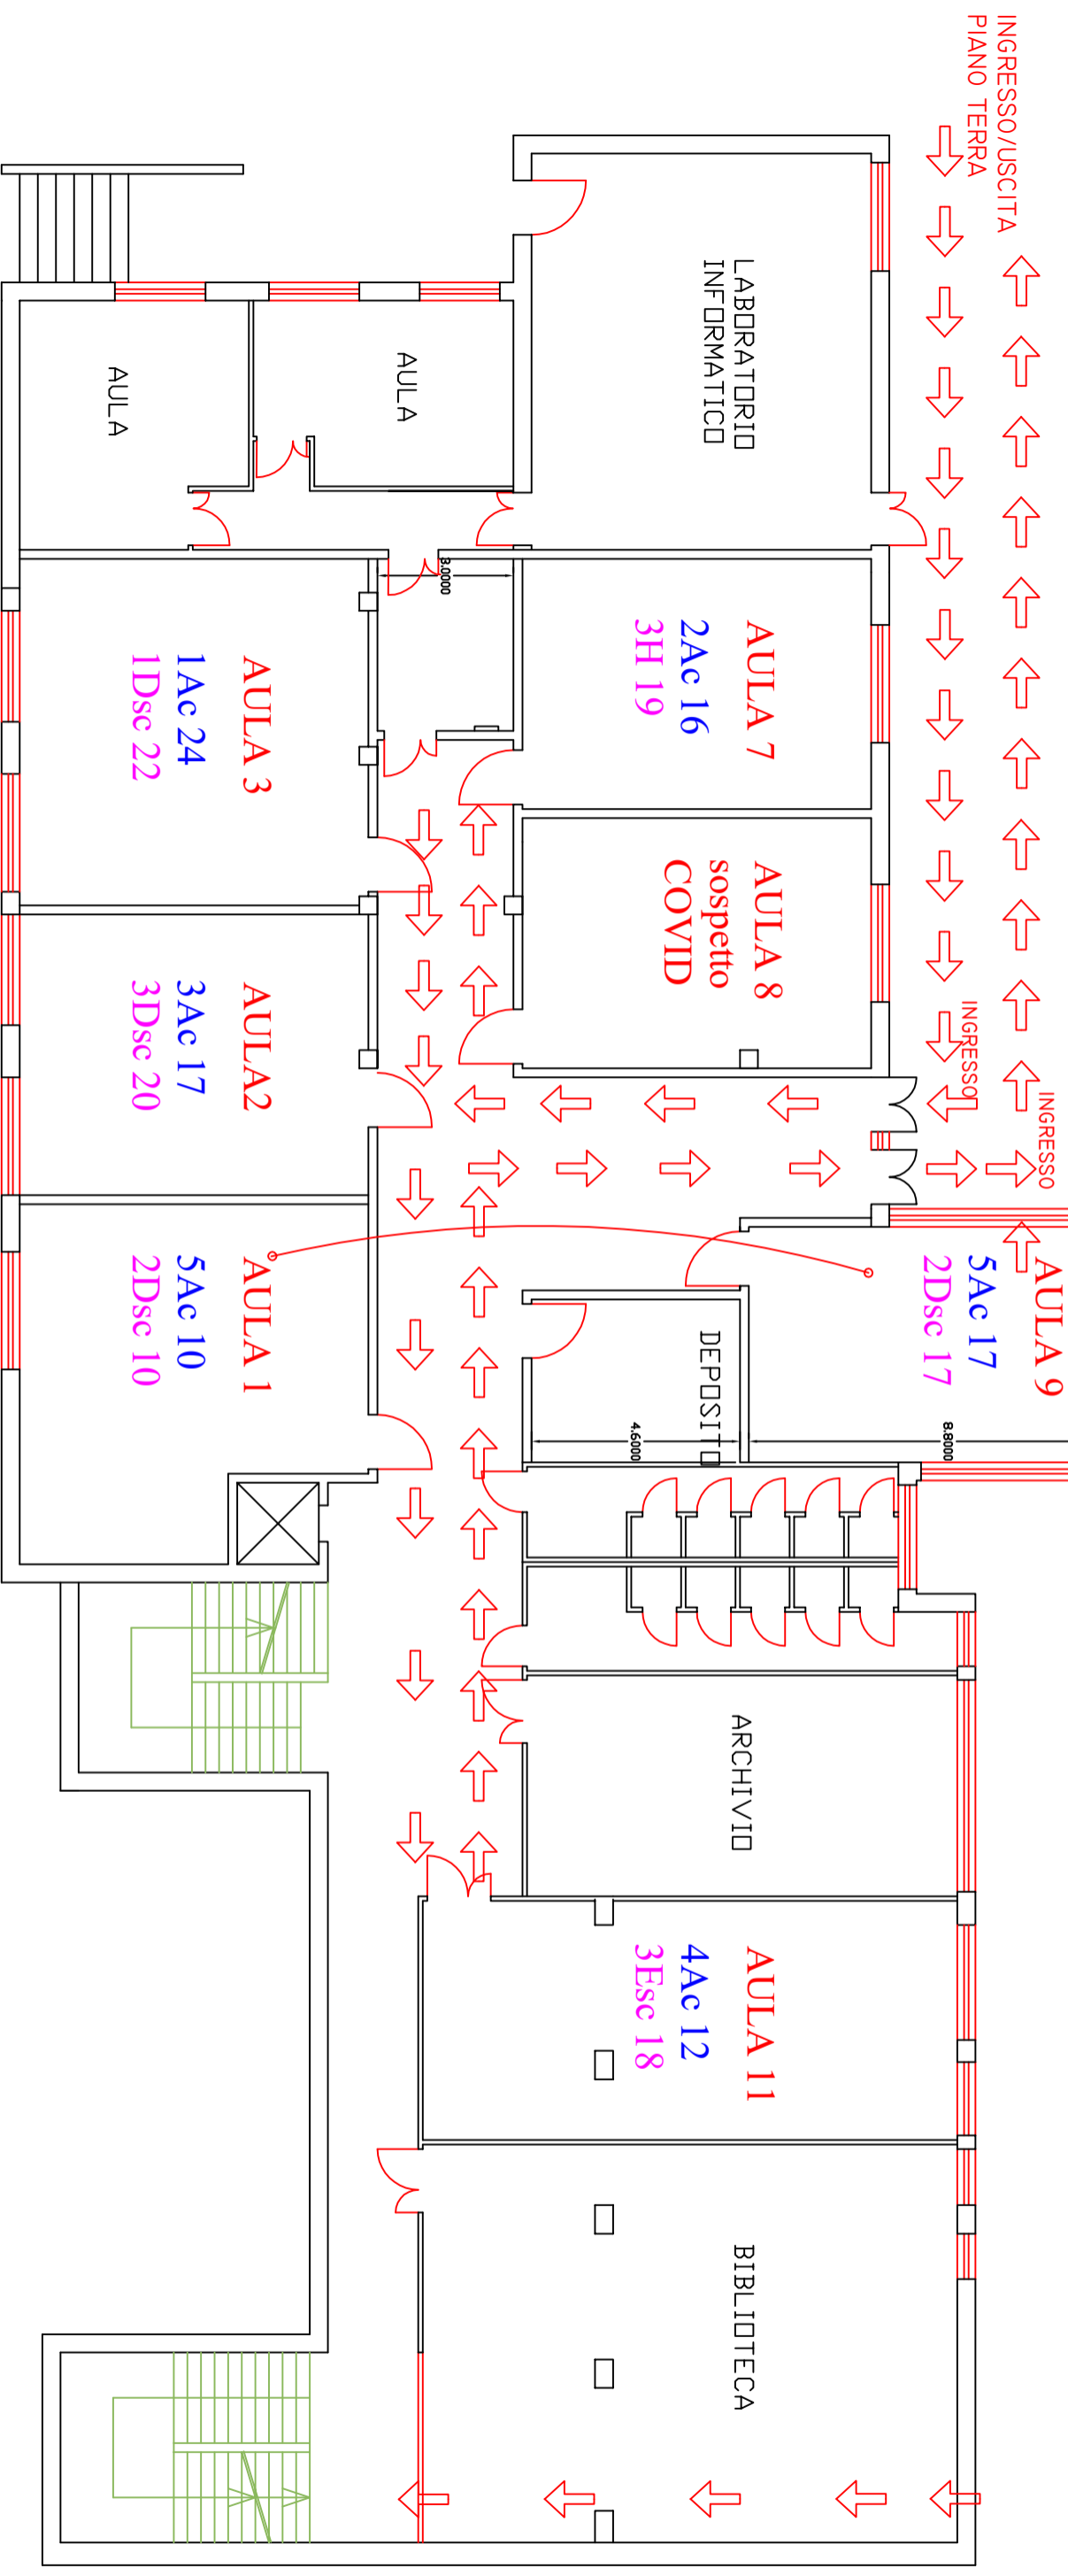 INGRESSO/USCITA
PIANO TERRA
LABORATORIO
INFORMATICO
AULA
AULA
3.0000
AULA 7
2Ac 16
3H 19
AULA 3
1Ac 24
1Dsc 22
AULA 8
sospetto
COVID
AULA2
3Ac 17
3Dsc 20
INGRESSO
INGRESSO
AULA 9
5Ac 17
2Dsc 17
AULA 1
5Ac 10
2Dsc 10
DEPOSITO
4.6000
8.8000
ARCHIVIO
AULA 11
4Ac 12
3Esc 18
BIBLIOTECA